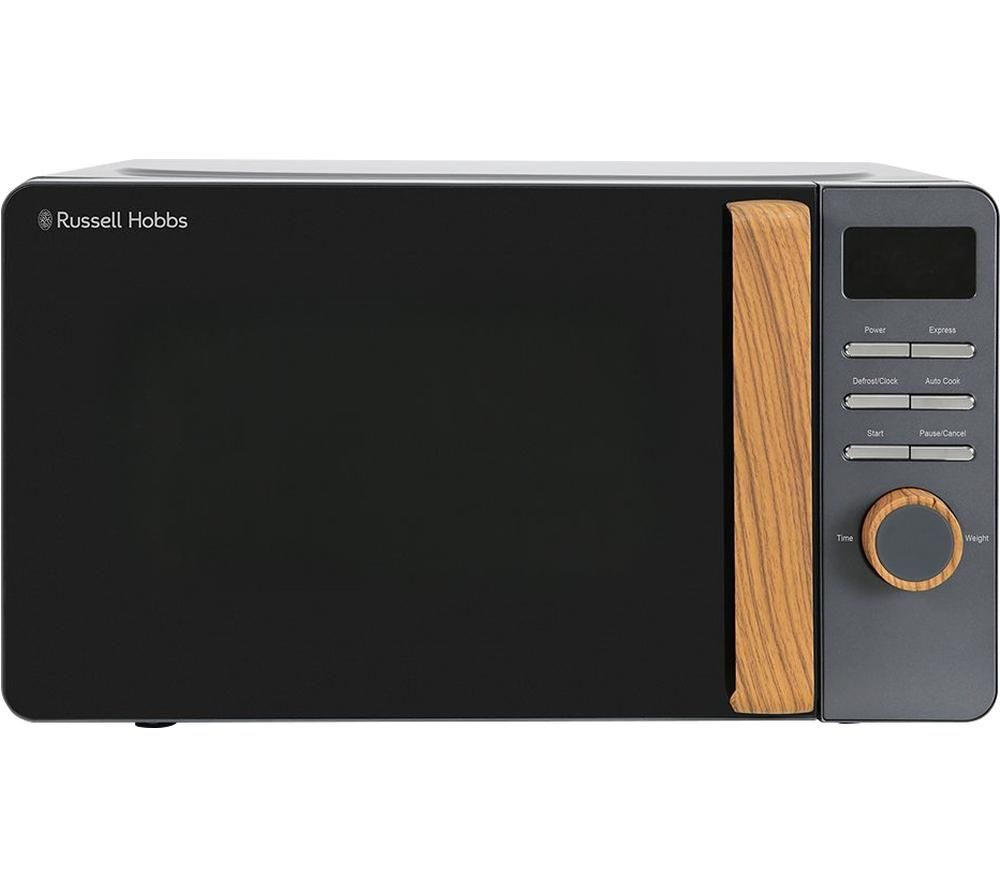 Russell Hobbs
Power Express
Defrost/Clock Auto Cook
Start Pause/Cancel
Time Weight